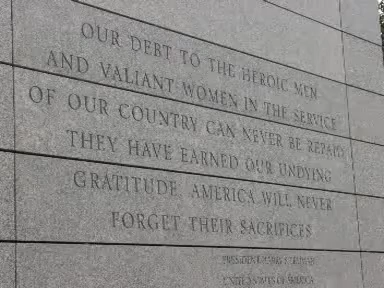 OUR DEBT TO THE HEROIC MEN
AND VALIANT WOMEN IN THE SERVICE
OF OUR COUNTRY CAN NEVER BE REPAID.
THEY HAVE EARNED OUR UNDYING
GRATITUDE. AMERICA WILL NEVER
FORGET THEIR SACRIFICES.
PRESIDENT HARRY S TRUMAN
UNITED STATES OF AMERICA